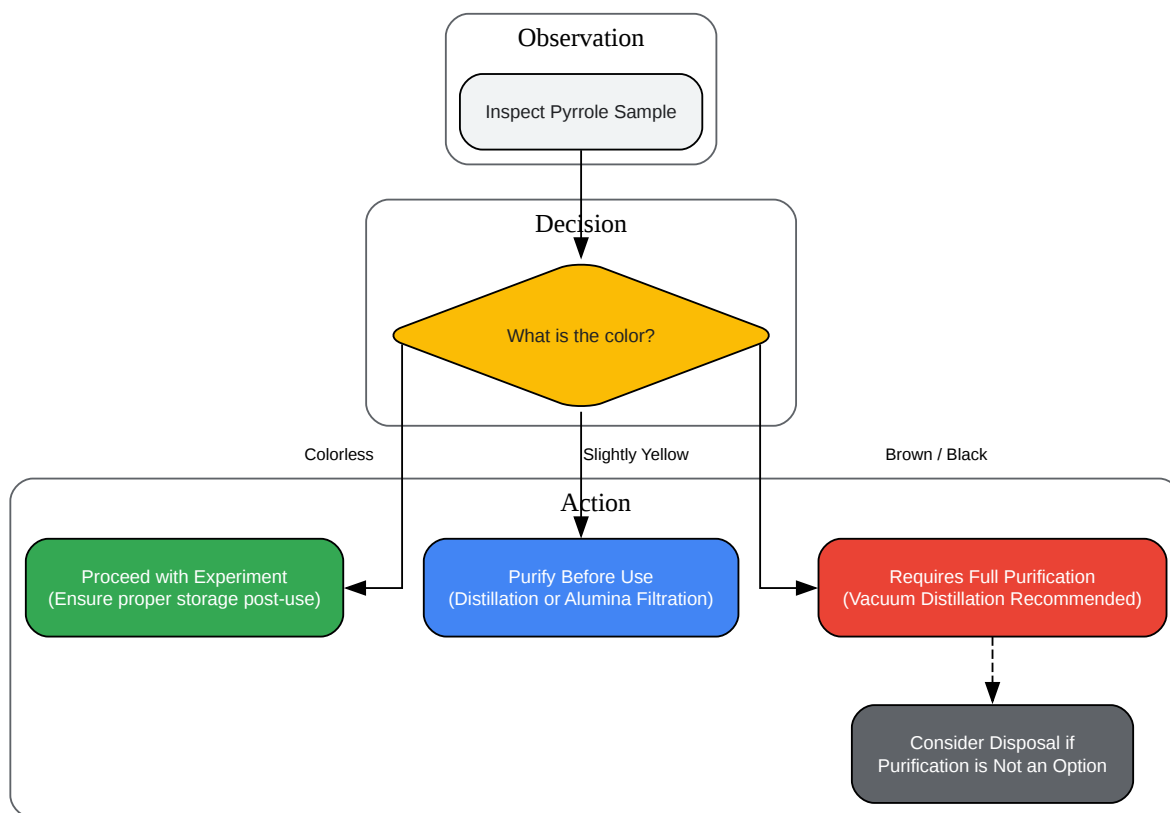 Observation
Inspect Pyrrole Sample
Decision
What is the color?
Colorless
Slightly Yellow
Brown / Black
Action
Proceed with Experiment
(Ensure proper storage post-use)
Purify Before Use
(Distillation or Alumina Filtration)
Requires Full Purification
(Vacuum Distillation Recommended)
Consider Disposal if
Purification is Not an Option